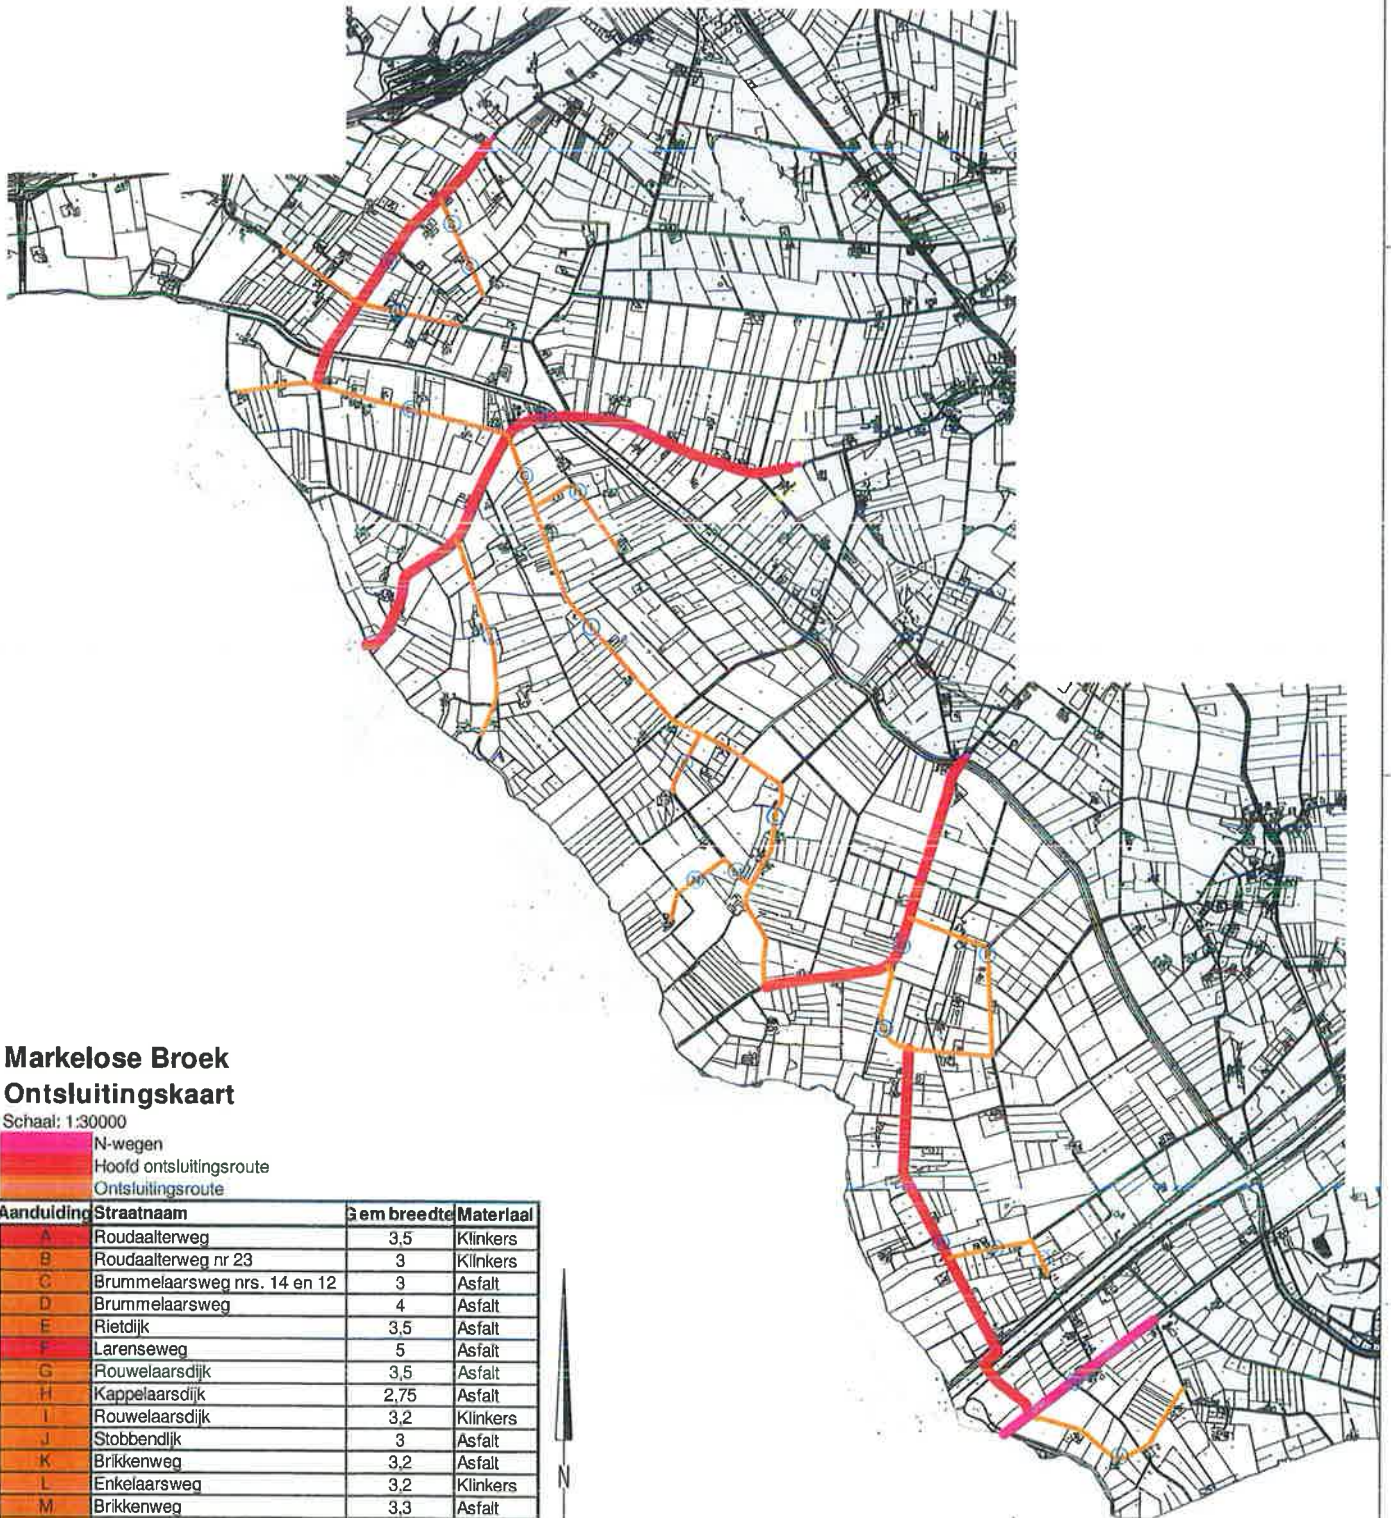 Markelose Broek
Ontsluitingskaart
Schaal: 1:30000
N-wegen
Hoofd ontsluitingsroute
Ontsluitingsroute
Aanduiding Straatnaam Gem breedte Materiaal
A Roudaalterweg 3,5 Klinkers
B Roudaalterweg nr 23 3 Klinkers
C Brummelaarsweg nrs. 14 en 12 3 Asfalt
D Brummelaarsweg 4 Asfalt
E Rietdijk 3,5 Asfalt
F Larenseweg 5 Asfalt
G Rouwelaarsdijk 3,5 Asfalt
H Kappelaarsdijk 2,75 Asfalt
I Rouwelaarsdijk 3,2 Klinkers
J Stobbendijk 3 Asfalt
K Brikkenweg 3,2 Asfalt
L Enkelaarsweg 3,2 Klinkers
M Brikkenweg 3,3 Asfalt
N